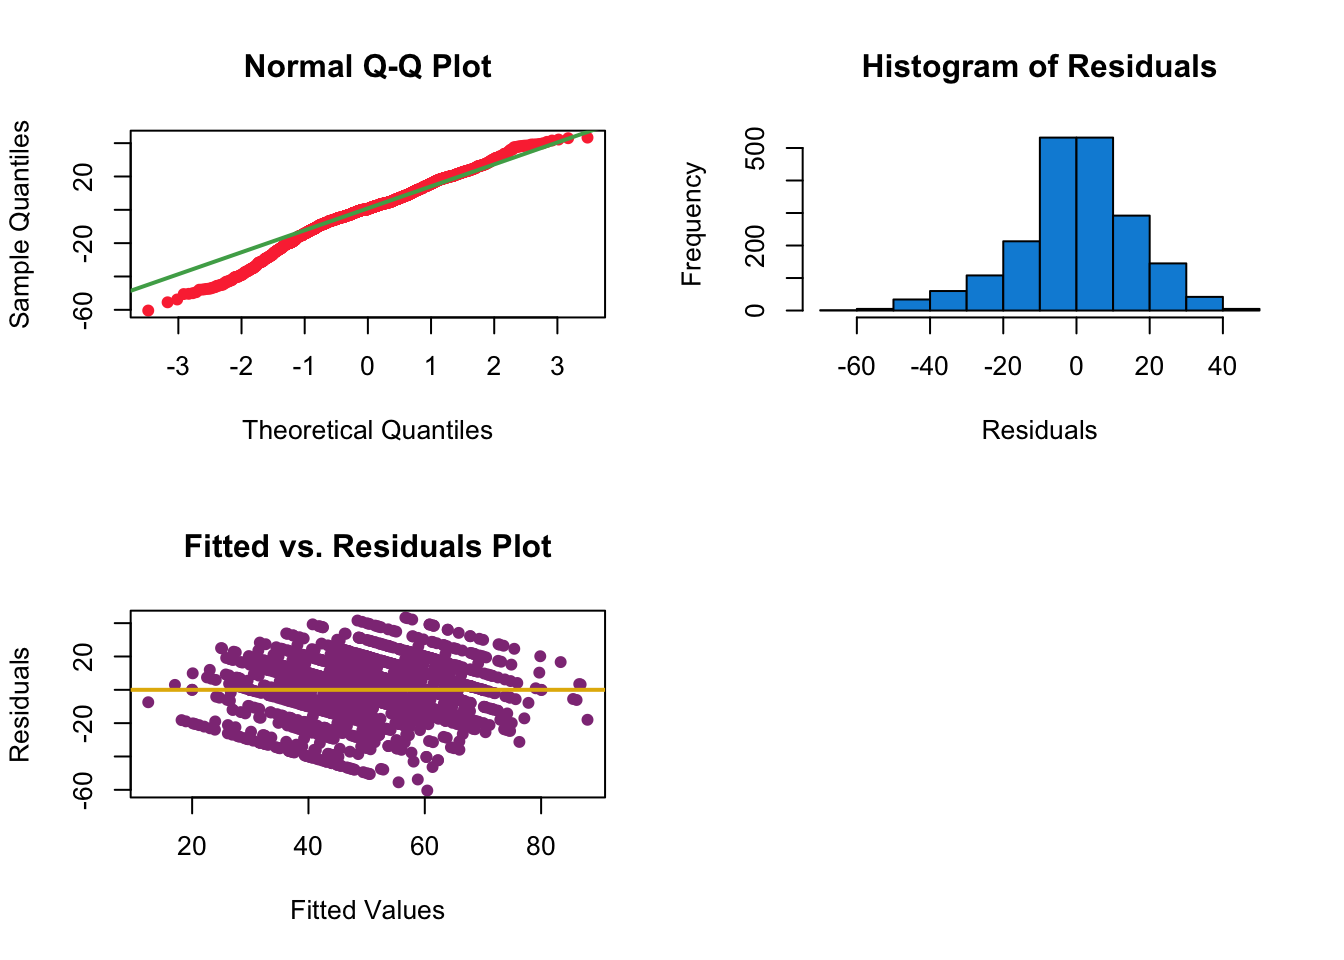 Normal Q-Q Plot
Sample Quantiles
20
-20
-60
-3 -2 -1 0 1 2 3
Theoretical Quantiles
Histogram of Residuals
Frequency
500
200
0
-60 -40 -20 0 20 40
Residuals
Fitted vs. Residuals Plot
Residuals
20
-20
-60
20 40 60 80
Fitted Values